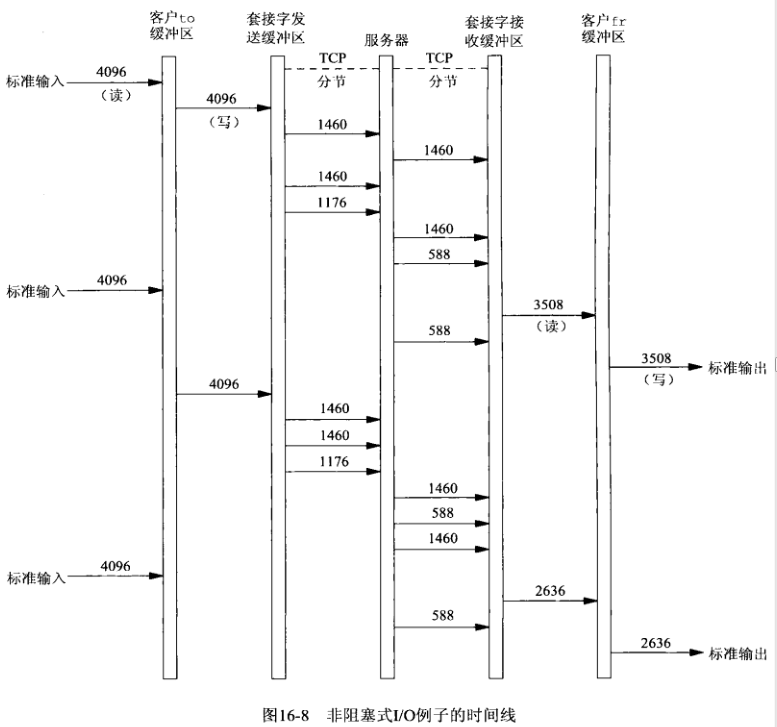 客户to
缓冲区
套接字发
送缓冲区
服务器
套接字接
收缓冲区
客户fr
缓冲区
TCP
分节
TCP
分节
标准输入
4096
(读)
4096
(写)
1460
1460
1460
1176
1460
588
标准输入
4096
3508
(读)
588
3508
(写)
标准输出
4096
1460
1460
1176
1460
588
1460
标准输入
4096
2636
588
2636
标准输出
图16-8 非阻塞式I/O例子的时间线